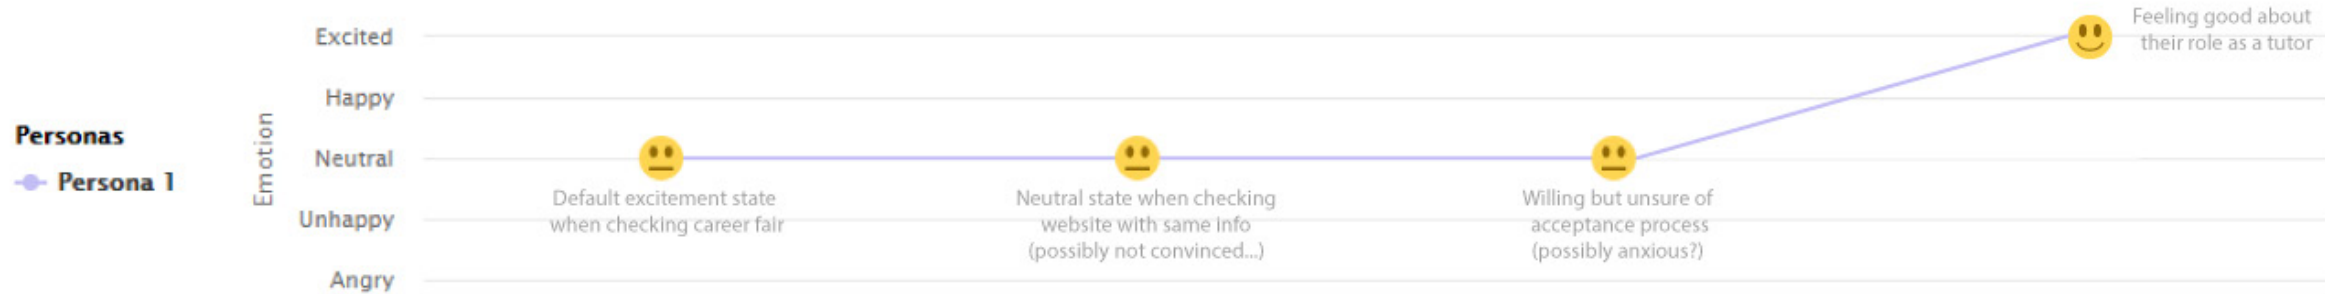 Personas
Persona 1
Emotion
Excited
Happy
Neutral
Unhappy
Angry
Default excitement state
when checking career fair
Neutral state when checking
website with same info
(possibly not convinced...)
Willing but unsure of
acceptance process
(possibly anxious?)
Feeling good about
their role as a tutor